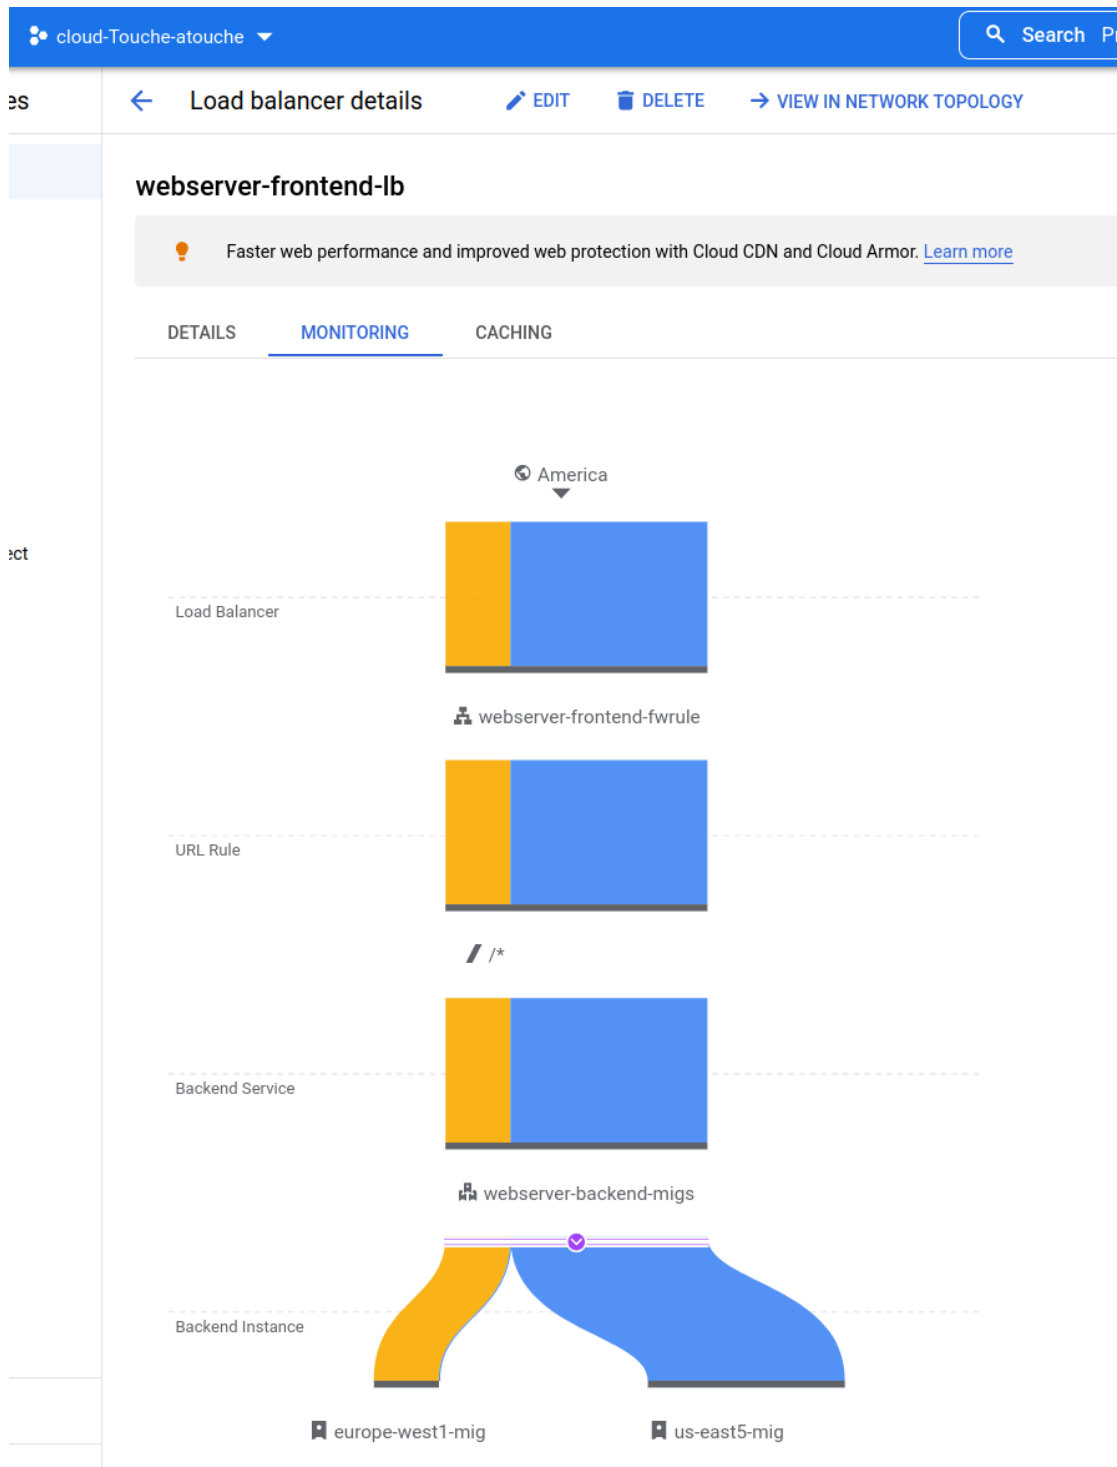 cloud-Touche-atouche
Search
es
Load balancer details
EDIT
DELETE
VIEW IN NETWORK TOPOLOGY
webserver-frontend-lb
Faster web performance and improved web protection with Cloud CDN and Cloud Armor. Learn more
DETAILS
MONITORING
CACHING
America
ect
Load Balancer
webserver-frontend-fwrule
URL Rule
/*
Backend Service
webserver-backend-migs
Backend Instance
europe-west1-mig
us-east5-mig